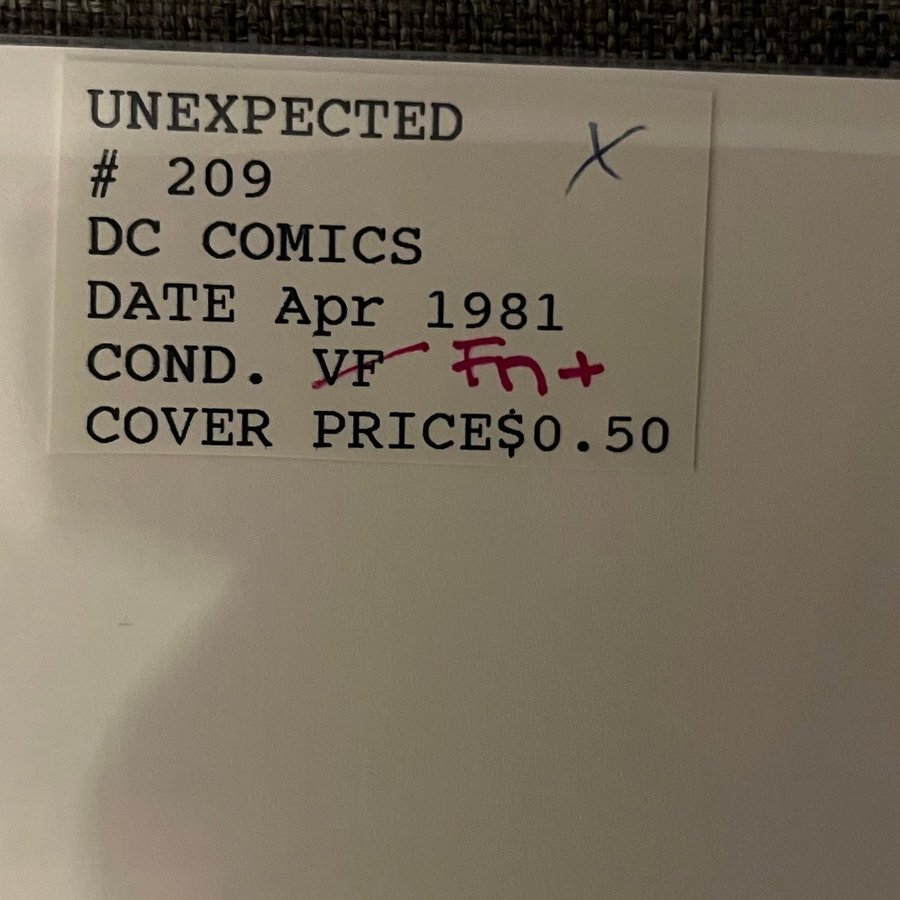 UNEXPECTED X
# 209
DC COMICS
DATE Apr 1981
COND. VF Fn+
COVER PRICE$0.50